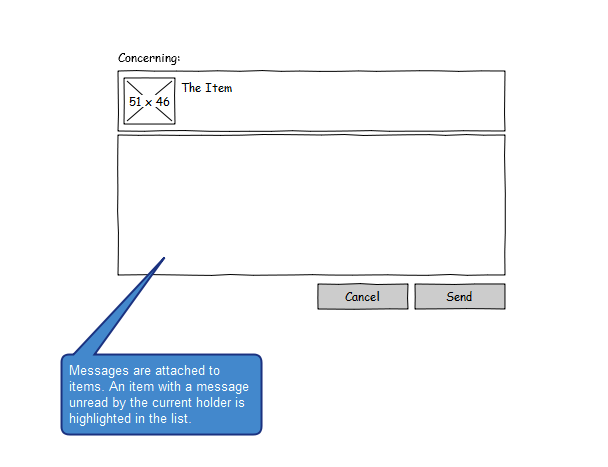 Concerning:
51 x 46
The Item
Cancel
Send
Messages are attached to
items. An item with a message
unread by the current holder is
highlighted in the list.